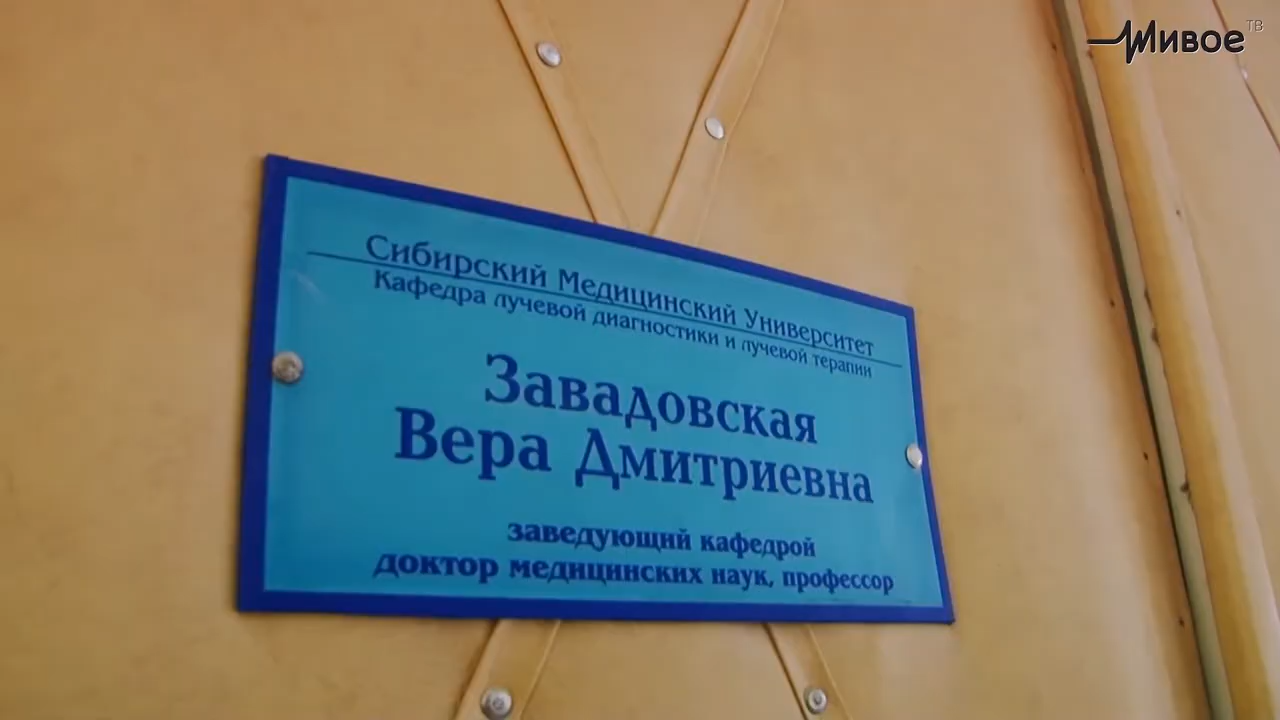 Живое ТВ
Сибирский Медицинский Университет
Кафедра лучевой диагностики и лучевой терапии
Завадовская
Вера Дмитриевна
заведующий кафедрой
доктор медицинских наук, профессор